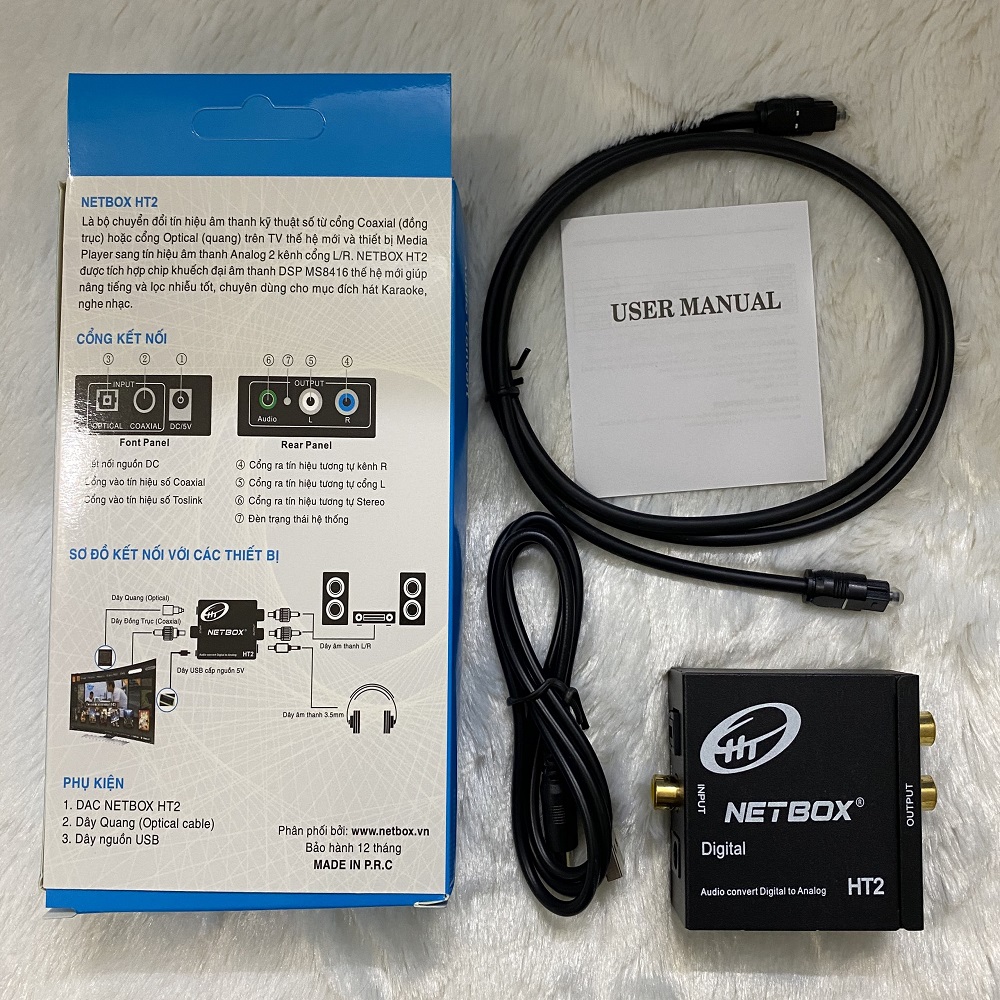 NETBOX HT2
Là bộ chuyển đổi tín hiệu âm thanh kỹ thuật số từ cổng Coaxial (đồng
trục) hoặc cổng Optical (quang) trên TV thế hệ mới và thiết bị Media
Player sang tín hiệu âm thanh Analog 2 kênh cổng L/R. NETBOX HT2
được tích hợp chip khuếch đại âm thanh DSP MS8416 thế hệ mới giúp
nâng tiếng và lọc nhiễu tốt, chuyên dùng cho mục đích hát Karaoke,
nghe nhạc.
CỔNG KẾT NỐI
③ ② ①
INPUT
OPTICAL COAXIAL DC/5V
Font Panel
⑥ ⑦ ⑤ ④
OUTPUT
Audio L R
Rear Panel
nối nguồn DC
Cổng vào tín hiệu số Coaxial
Cổng vào tín hiệu số Toslink
④ Cổng ra tín hiệu tương tự kênh R
⑤ Cổng ra tín hiệu tương tự cổng L
⑥ Cổng ra tín hiệu tương tự Stereo
⑦ Đèn trạng thái hệ thống
SƠ ĐỒ KẾT NỐI VỚI CÁC THIẾT BỊ
Dây Quang (Optical)
Dây Đồng Trục (Coaxial)
HT
NETBOX®
Audio convert Digital to Analog HT2
Dây USB cấp nguồn 5V
Dây âm thanh L/R
Dây âm thanh 3.5mm
PHỤ KIỆN
1. DAC NETBOX HT2
2. Dây Quang (Optical cable)
3. Dây nguồn USB
Phân phối bởi: www.netbox.vn
Bảo hành 12 tháng
MADE IN P.R.C
USER MANUAL
HT
INPUT
NETBOX®
OUTPUT
Digital
Audio convert Digital to Analog HT2